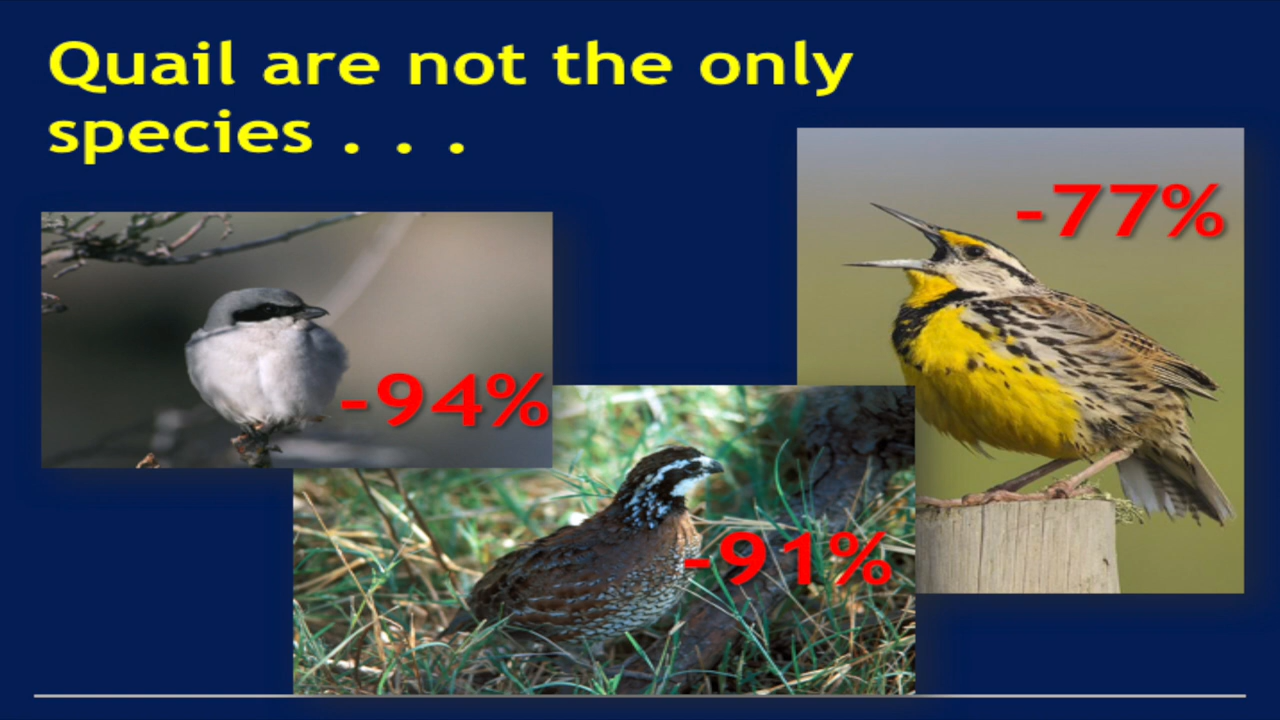 Quail are not the only
species . . .
-77%
-94%
-91%